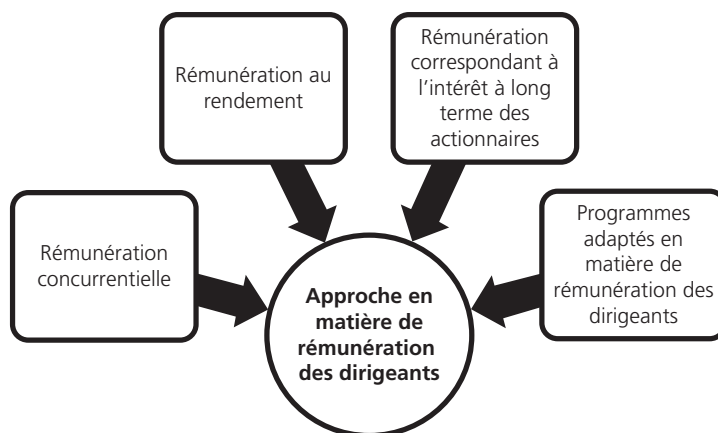 Rémunération au
rendement
Rémunération
correspondant à
l'intérêt à long
terme des
actionnaires
Rémunération
concurrentielle
Programmes
adaptés en
matière de
rémunération des
dirigeants
Approche en
matière de
rémunération
des dirigeants